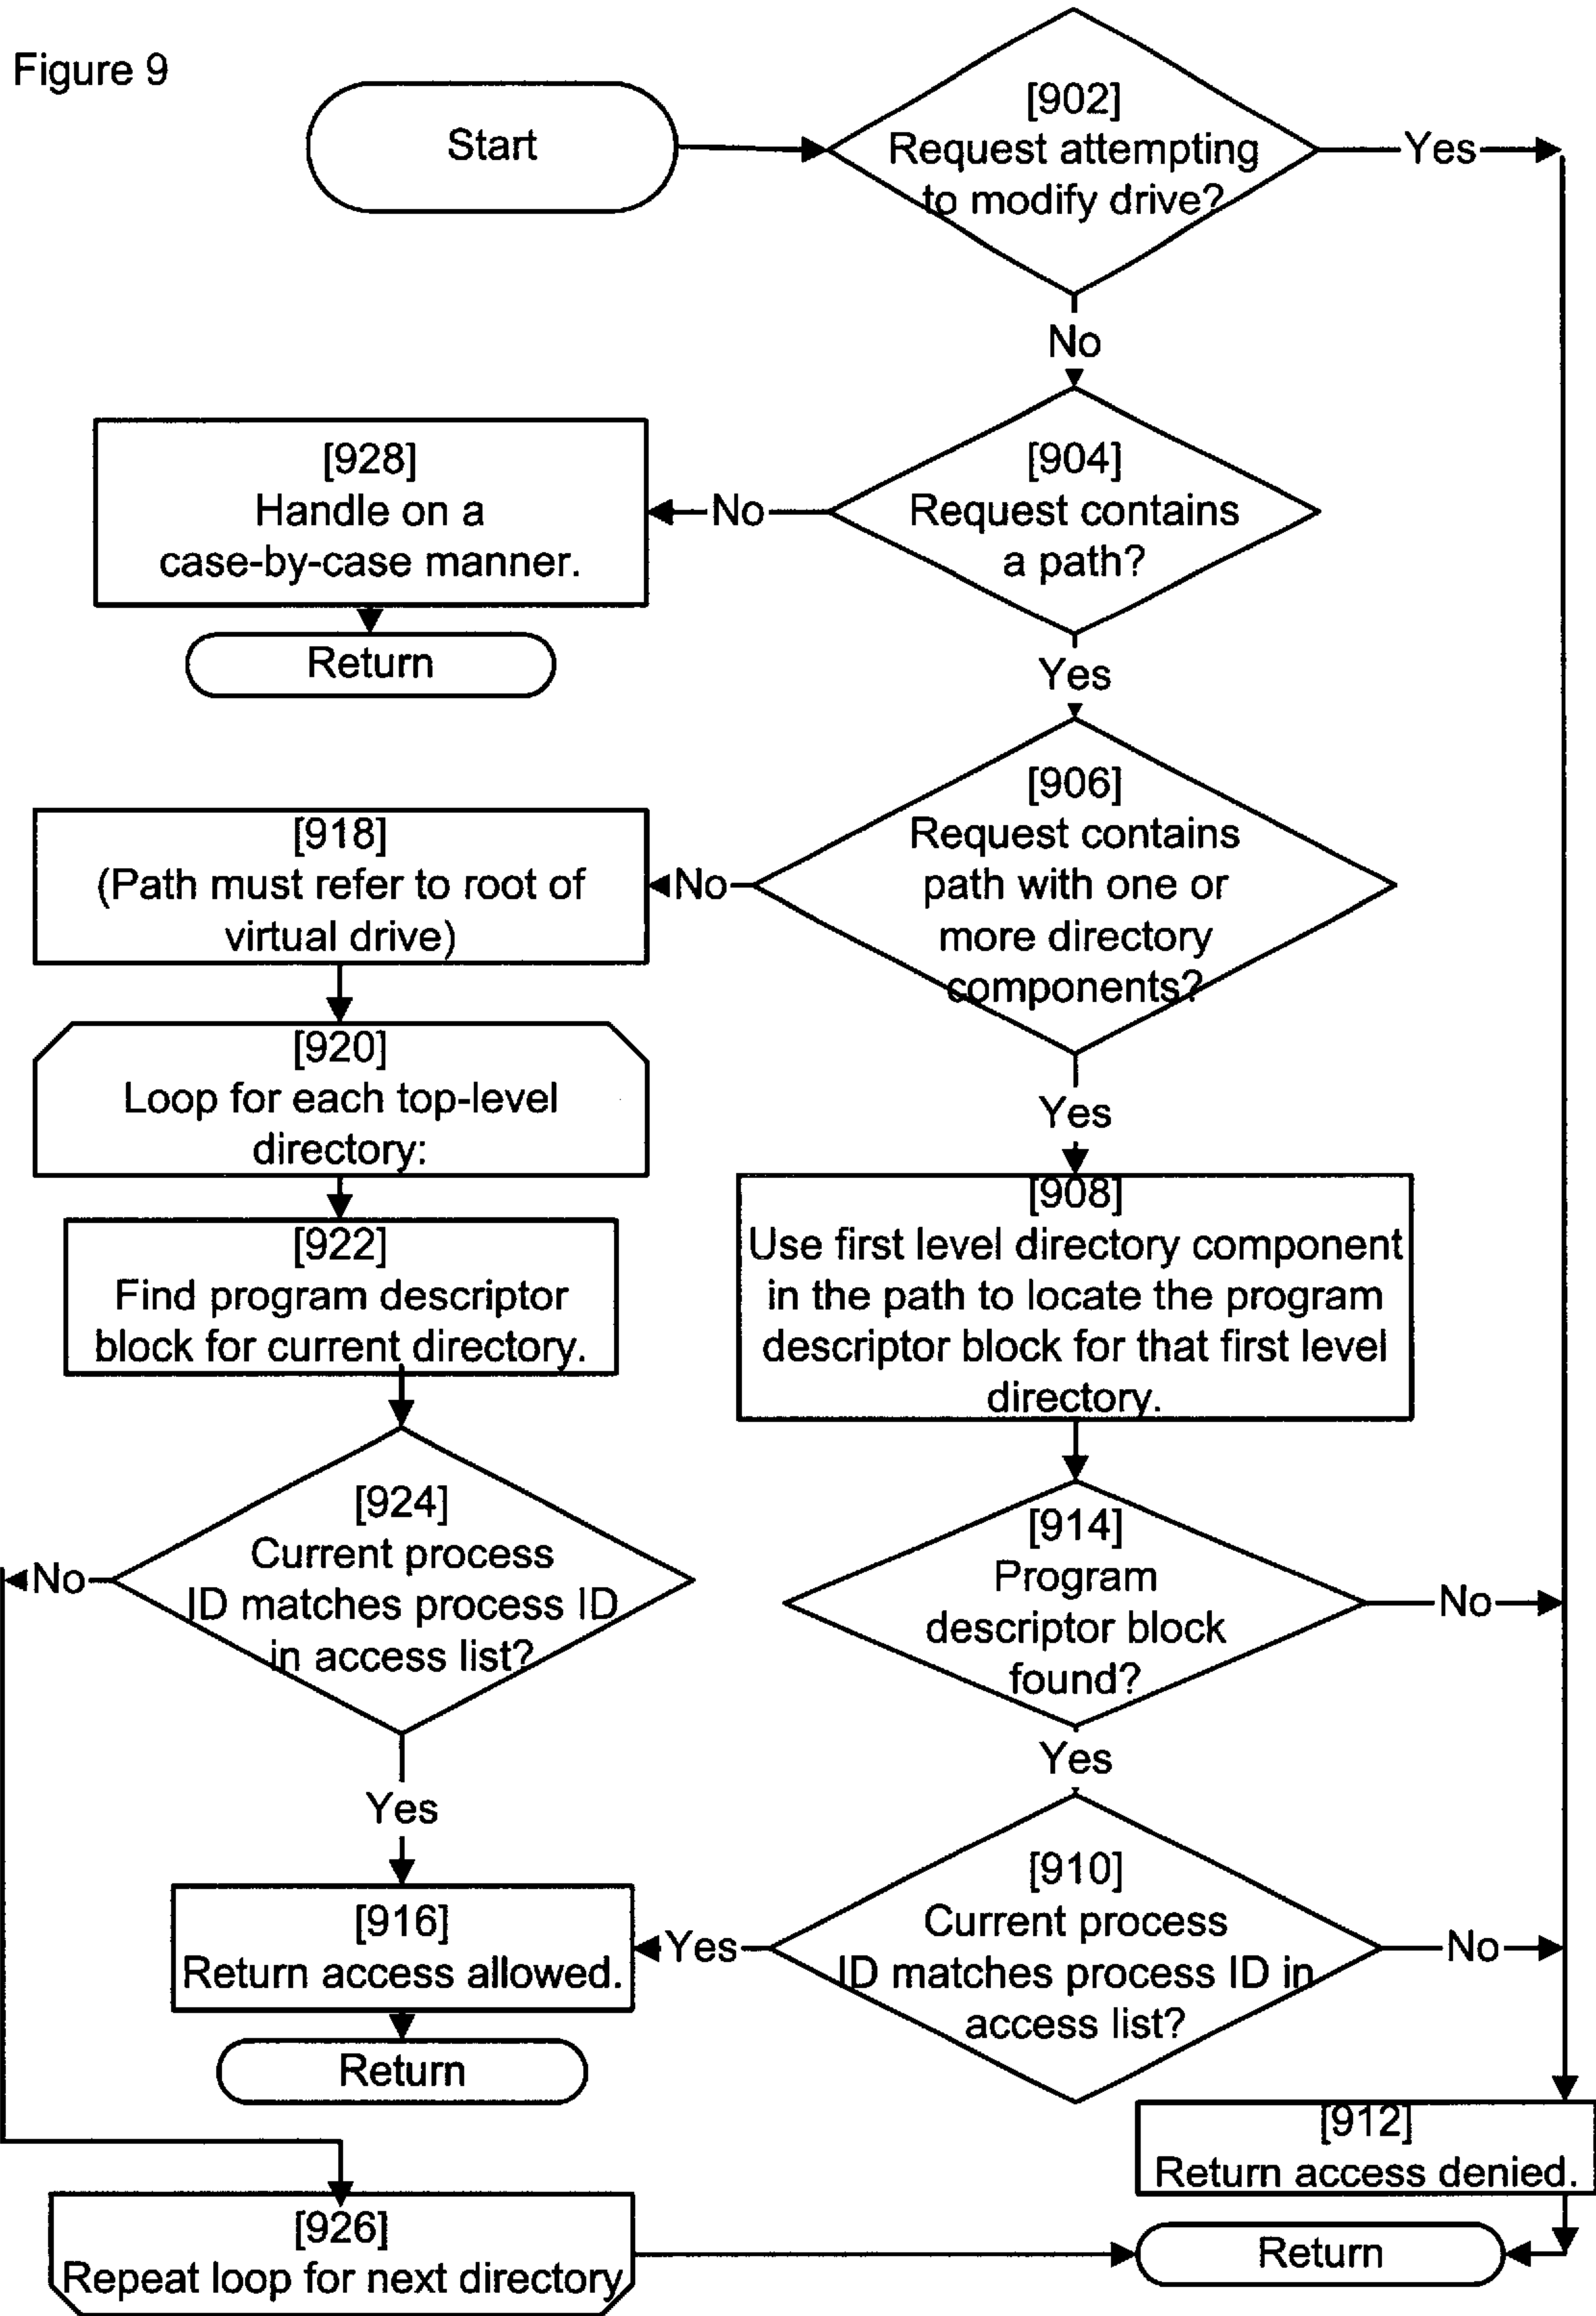 Figure 9
Start
[902]
Request attempting
to modify drive?
Yes
No
[904]
Request contains
a path?
No
[928]
Handle on a
case-by-case manner.
Return
Yes
[906]
Request contains
path with one or
more directory
components?
No
[918]
(Path must refer to root of
virtual drive)
[920]
Loop for each top-level
directory:
[922]
Find program descriptor
block for current directory.
[924]
Current process
ID matches process ID
in access list?
No
Yes
Yes
[908]
Use first level directory component
in the path to locate the program
descriptor block for that first level
directory.
[914]
Program
descriptor block
found?
No
Yes
[910]
Current process
ID matches process ID in
access list?
No
Yes
[916]
Return access allowed.
Return
[912]
Return access denied.
[926]
Repeat loop for next directory
Return